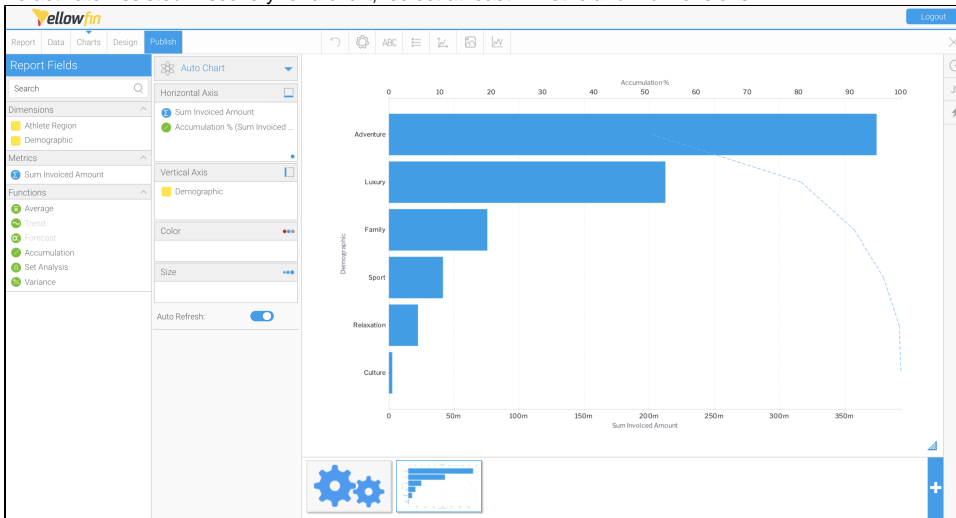 Yellowfin
Logout
Report Data Charts Design Publish
ABC
Report Fields
Search
Dimensions
Athlete Region
Demographic
Metrics
Sum Invoiced Amount
Functions
Average
Trend
Forecast
Accumulation
Set Analysis
Variance
Auto Chart
Horizontal Axis
Sum Invoiced Amount
Accumulation % (Sum Invoiced ...
Vertical Axis
Demographic
Color
Size
Auto Refresh:
Accumulation %
0 10 20 30 40 50 60 70 80 90 100
Demographic
Adventure
Luxury
Family
Sport
Relaxation
Culture
0 50m 100m 150m 200m 250m 300m 350m
Sum Invoiced Amount